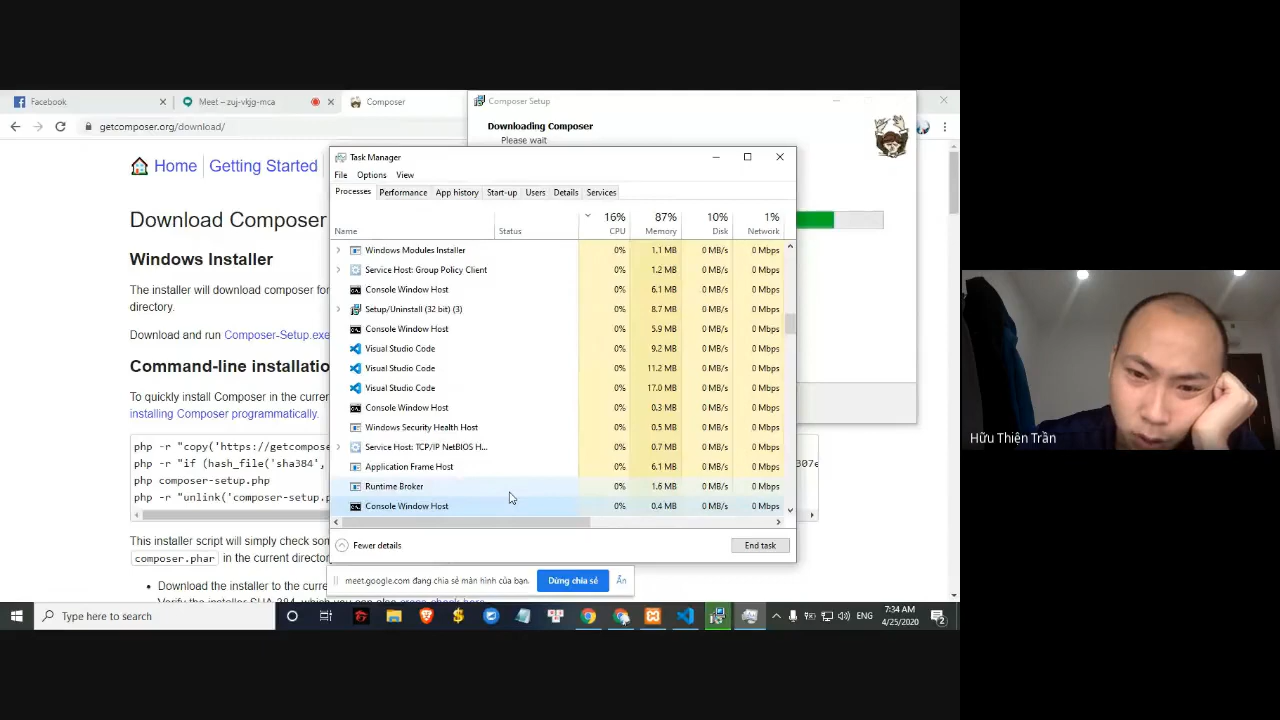 Facebook
Meet – zuj-vkjg-mca
Composer
Composer Setup
getcomposer.org/download/
Downloading Composer
Please wait
Home
Getting Started
Task Manager
File Options View
Processes Performance App history Start-up Users Details Services
Download Composer
16% 87% 10% 1%
Name Status CPU Memory Disk Network
Windows Modules Installer 0% 1.1 MB 0 MB/s 0 Mbps
Service Host: Group Policy Client 0% 1.2 MB 0 MB/s 0 Mbps
Console Window Host 0% 6.1 MB 0 MB/s 0 Mbps
Setup/Uninstall (32 bit) (3) 0% 8.7 MB 0 MB/s 0 Mbps
Console Window Host 0% 5.9 MB 0 MB/s 0 Mbps
Visual Studio Code 0% 9.2 MB 0 MB/s 0 Mbps
Visual Studio Code 0% 11.2 MB 0 MB/s 0 Mbps
Visual Studio Code 0% 17.0 MB 0 MB/s 0 Mbps
Console Window Host 0% 0.3 MB 0 MB/s 0 Mbps
Windows Security Health Host 0% 0.5 MB 0 MB/s 0 Mbps
Service Host: TCP/IP NetBIOS H... 0% 0.7 MB 0 MB/s 0 Mbps
Application Frame Host 0% 6.1 MB 0 MB/s 0 Mbps
Runtime Broker 0% 1.6 MB 0 MB/s 0 Mbps
Console Window Host 0% 0.4 MB 0 MB/s 0 Mbps
Fewer details
End task
Windows Installer
The installer will download composer for
directory.
Download and run Composer-Setup.exe
Command-line installatio
To quickly install Composer in the curren
installing Composer programmatically.
php -r "copy('https://getcompose
php -r "if (hash_file('sha384',
307e
php composer-setup.php
php -r "unlink('composer-setup.p
This installer script will simply check som
composer.phar in the current director
Download the installer to the curre
meet.google.com đang chia sẻ màn hình của bạn.
Dừng chia sẻ
Ẩn
Type here to search
ENG
7:34 AM
4/25/2020
2
Hữu Thiện Trần